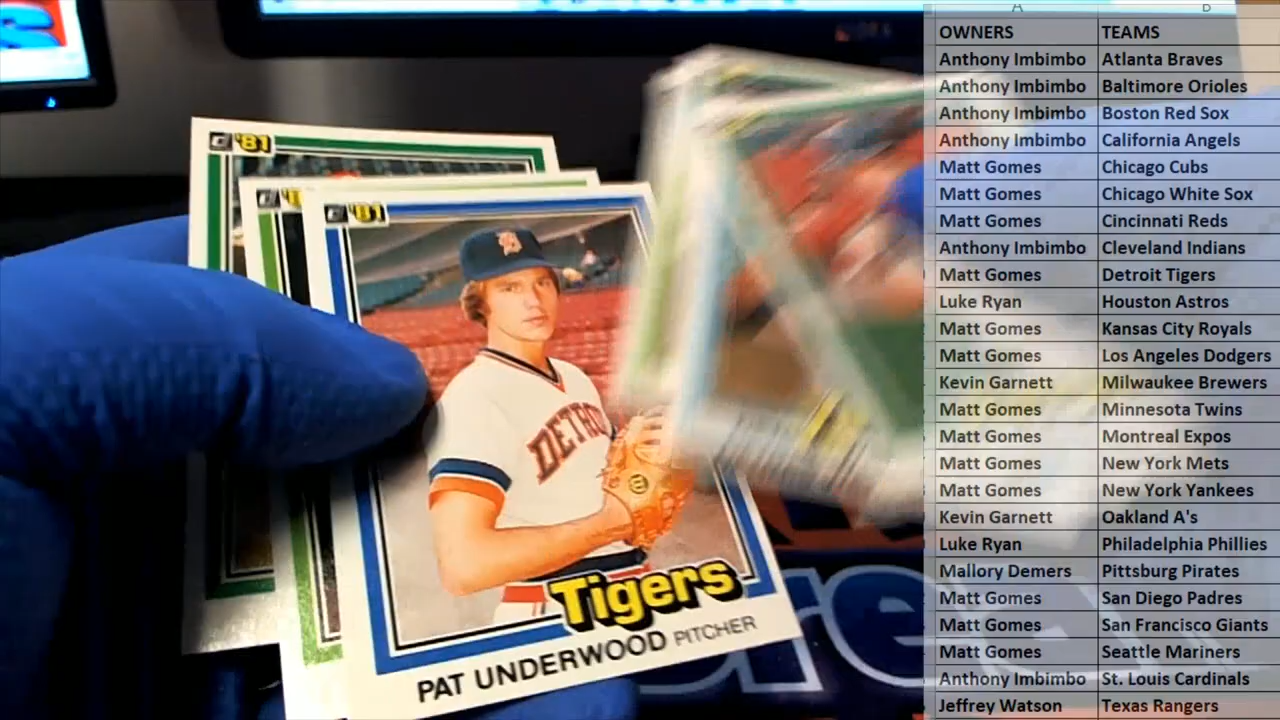 A B
OWNERS TEAMS
Anthony Imbimbo Atlanta Braves
Anthony Imbimbo Baltimore Orioles
Anthony Imbimbo Boston Red Sox
Anthony Imbimbo California Angels
Matt Gomes Chicago Cubs
Matt Gomes Chicago White Sox
Matt Gomes Cincinnati Reds
Anthony Imbimbo Cleveland Indians
Matt Gomes Detroit Tigers
Luke Ryan Houston Astros
Matt Gomes Kansas City Royals
Matt Gomes Los Angeles Dodgers
Kevin Garnett Milwaukee Brewers
Matt Gomes Minnesota Twins
Matt Gomes Montreal Expos
Matt Gomes New York Mets
Matt Gomes New York Yankees
Kevin Garnett Oakland A's
Luke Ryan Philadelphia Phillies
Mallory Demers Pittsburg Pirates
Matt Gomes San Diego Padres
Matt Gomes San Francisco Giants
Matt Gomes Seattle Mariners
Anthony Imbimbo St. Louis Cardinals
Jeffrey Watson Texas Rangers
'81
'81
D
DETRO
Tigers
PAT UNDERWOOD PITCHER